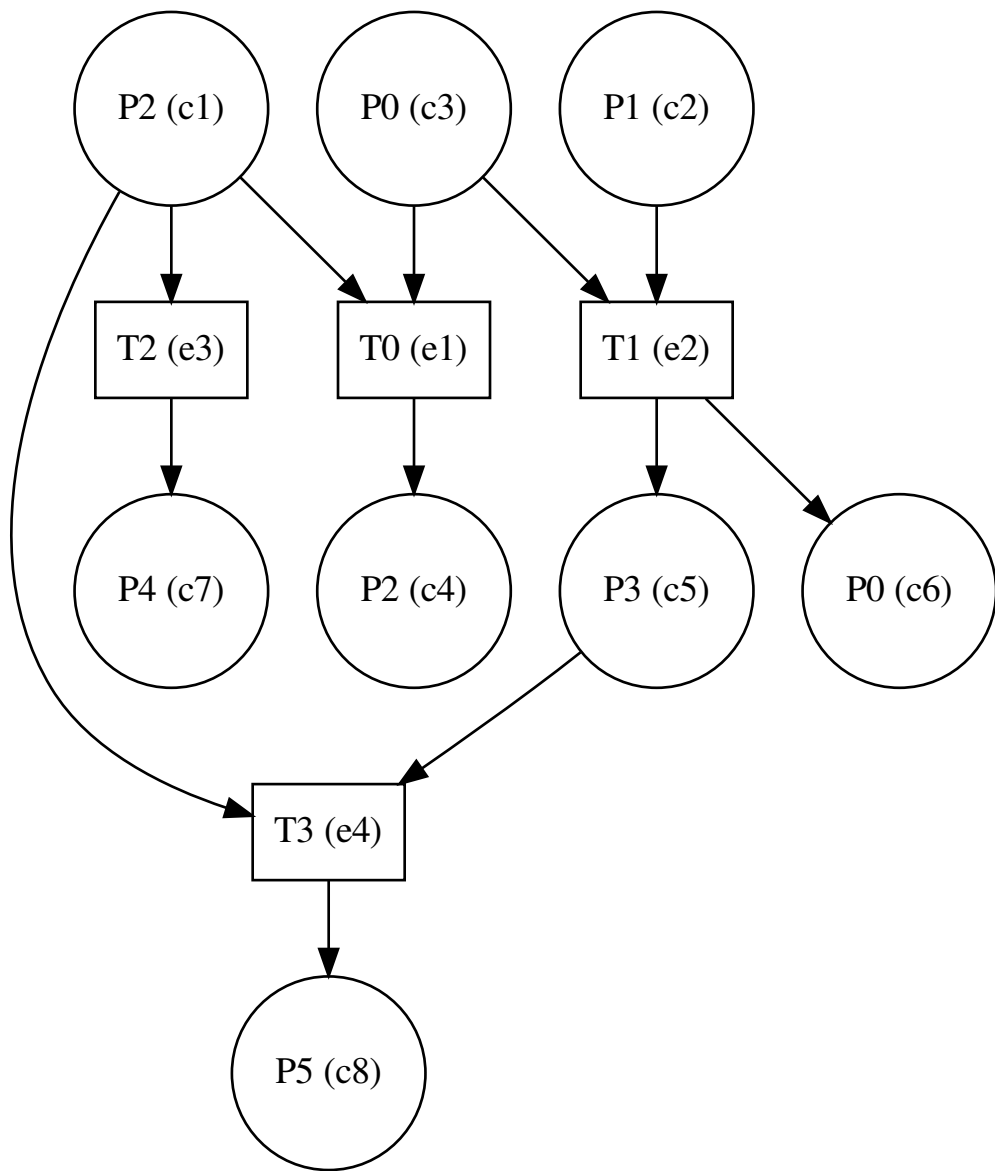 P2 (c1)
P0 (c3)
P1 (c2)
T2 (e3)
T0 (e1)
T1 (e2)
P4 (c7)
P2 (c4)
P3 (c5)
P0 (c6)
T3 (e4)
P5 (c8)